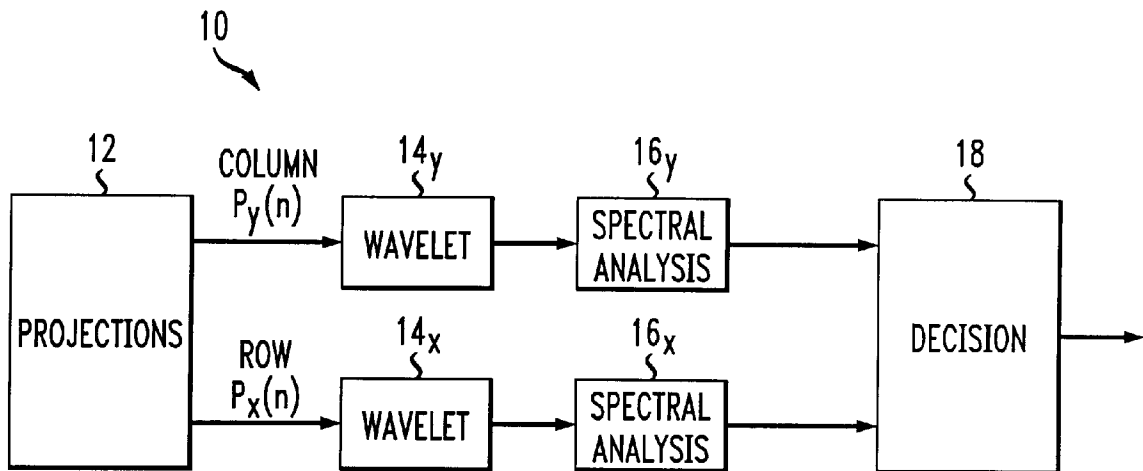 10
12
COLUMN
Py(n)
14y
16y
18
WAVELET
SPECTRAL
ANALYSIS
PROJECTIONS
ROW
Px(n)
14x
16x
WAVELET
SPECTRAL
ANALYSIS
DECISION